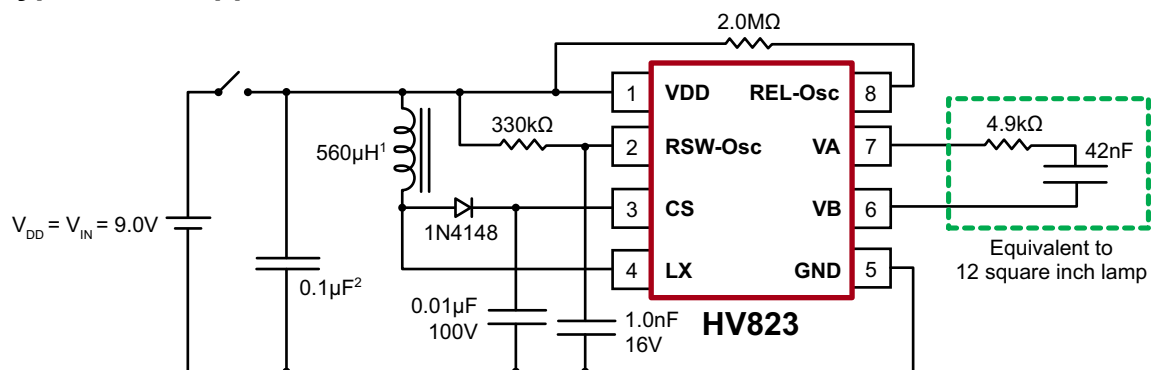 2.0MΩ
1 VDD REL-Osc 8
330kΩ
2 RSW-Osc VA 7
4.9kΩ
42nF
560µH1
3 CS VB 6
1N4148
VDD = VIN = 9.0V
4 LX GND 5
0.1µF2
0.01µF
100V
1.0nF
16V
HV823
Equivalent to
12 square inch lamp